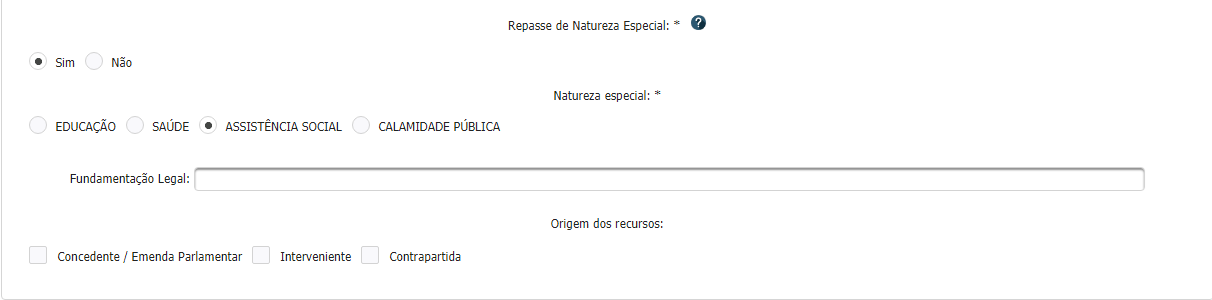 Repasse de Natureza Especial: * ?
Sim Não
Natureza especial: *
EDUCAÇÃO SAÚDE ASSISTÊNCIA SOCIAL CALAMIDADE PÚBLICA
Fundamentação Legal:
Origem dos recursos:
Concedente / Emenda Parlamentar Interveniente Contrapartida